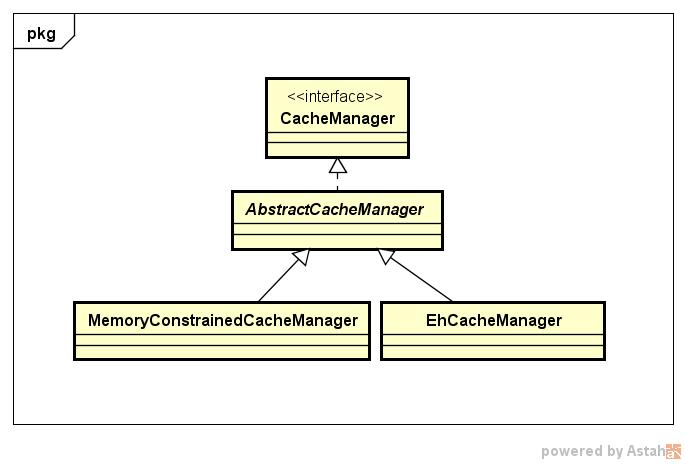 pkg
<<interface>>
CacheManager
AbstractCacheManager
MemoryConstrainedCacheManager
EhCacheManager
powered by Astah